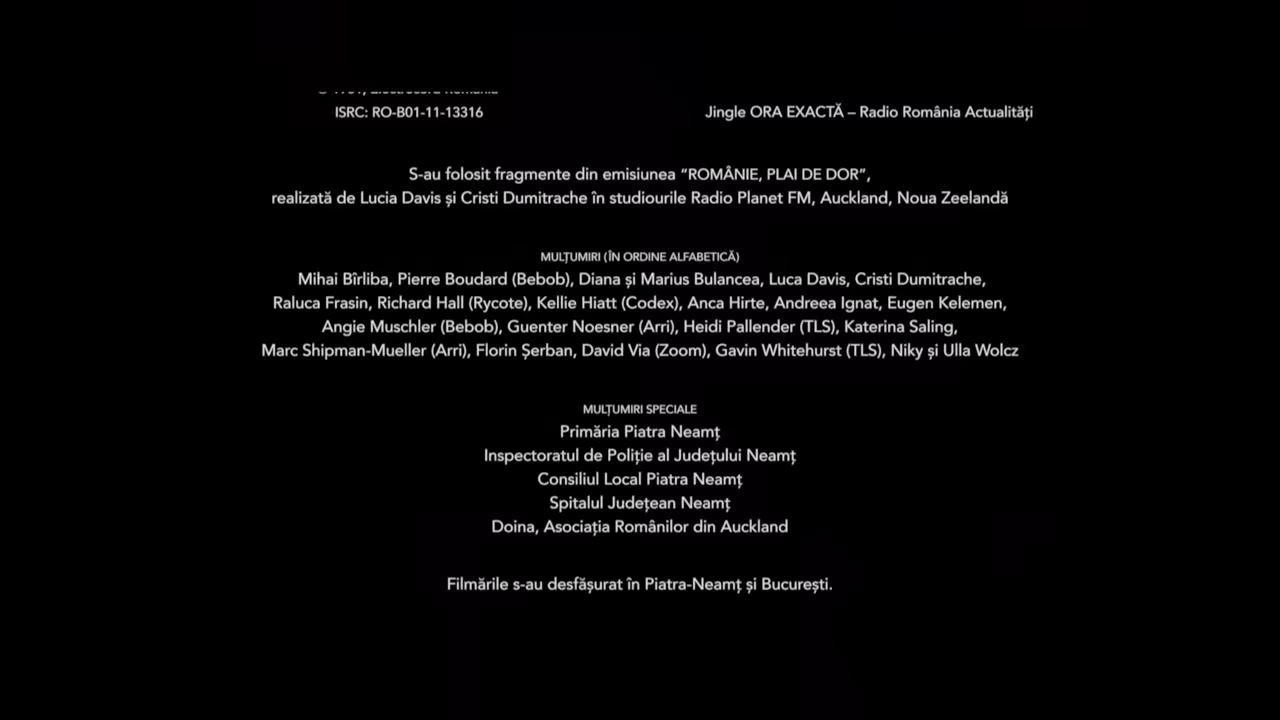 ISRC: RO-B01-11-13316
Jingle ORA EXACTĂ – Radio România Actualități
S-au folosit fragmente din emisiunea “ROMÂNIE, PLAI DE DOR”,
realizată de Lucia Davis și Cristi Dumitrache în studiourile Radio Planet FM, Auckland, Noua Zeelandă
MULȚUMIRI (ÎN ORDINE ALFABETICĂ)
Mihai Bîrliba, Pierre Boudard (Bebob), Diana și Marius Bulancea, Luca Davis, Cristi Dumitrache,
Raluca Frasin, Richard Hall (Rycote), Kellie Hiatt (Codex), Anca Hirte, Andreea Ignat, Eugen Kelemen,
Angie Muschler (Bebob), Guenter Noesner (Arri), Heidi Pallender (TLS), Katerina Saling,
Marc Shipman-Mueller (Arri), Florin Șerban, David Via (Zoom), Gavin Whitehurst (TLS), Niky și Ulla Wolcz
MULȚUMIRI SPECIALE
Primăria Piatra Neamț
Inspectoratul de Poliție al Județului Neamț
Consiliul Local Piatra Neamț
Spitalul Județean Neamț
Doina, Asociația Românilor din Auckland
Filmările s-au desfășurat în Piatra-Neamț și București.